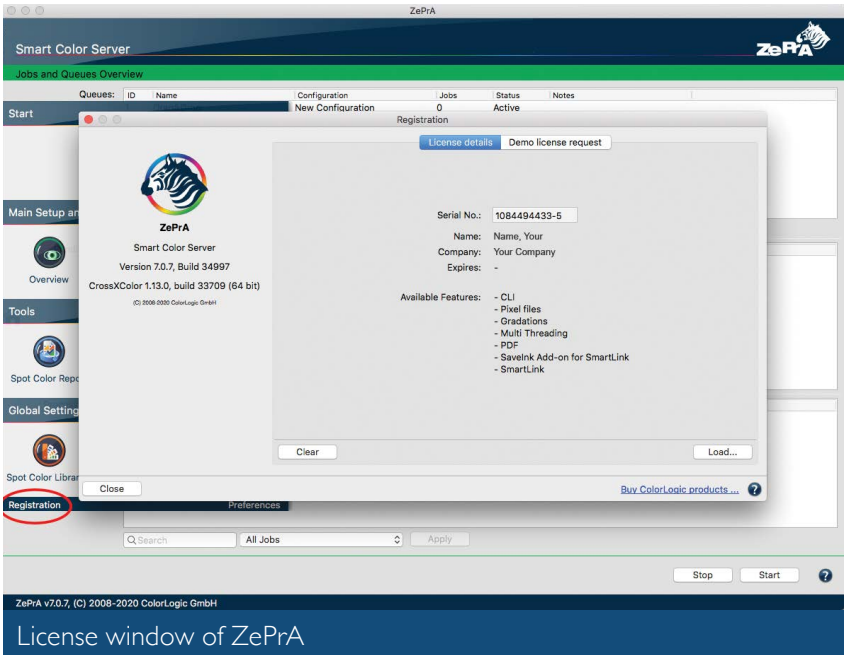 ZePrA
Smart Color Server
ZePrA
Jobs and Queues Overview
Queues: ID Name Configuration Jobs Status Notes
New Configuration 0 Active
Start
Registration
License details Demo license request
ZePrA
Smart Color Server
Version 7.0.7, Build 34997
CrossXColor 1.13.0, build 33709 (64 bit)
(C) 2008-2020 ColorLogic GmbH
Serial No.: 1084494433-5
Name: Name, Your
Company: Your Company
Expires: -
Available Features: - CLI
- Pixel files
- Gradations
- Multi Threading
- PDF
- SaveInk Add-on for SmartLink
- SmartLink
Clear Load...
Close Buy ColorLogic products ... ?
Main Setup an
Overview
Tools
Spot Color Repo
Global Setting
Spot Color Librar
Registration Preferences
Search All Jobs Apply
Stop Start ?
ZePrA v7.0.7, (C) 2008-2020 ColorLogic GmbH
License window of ZePrA